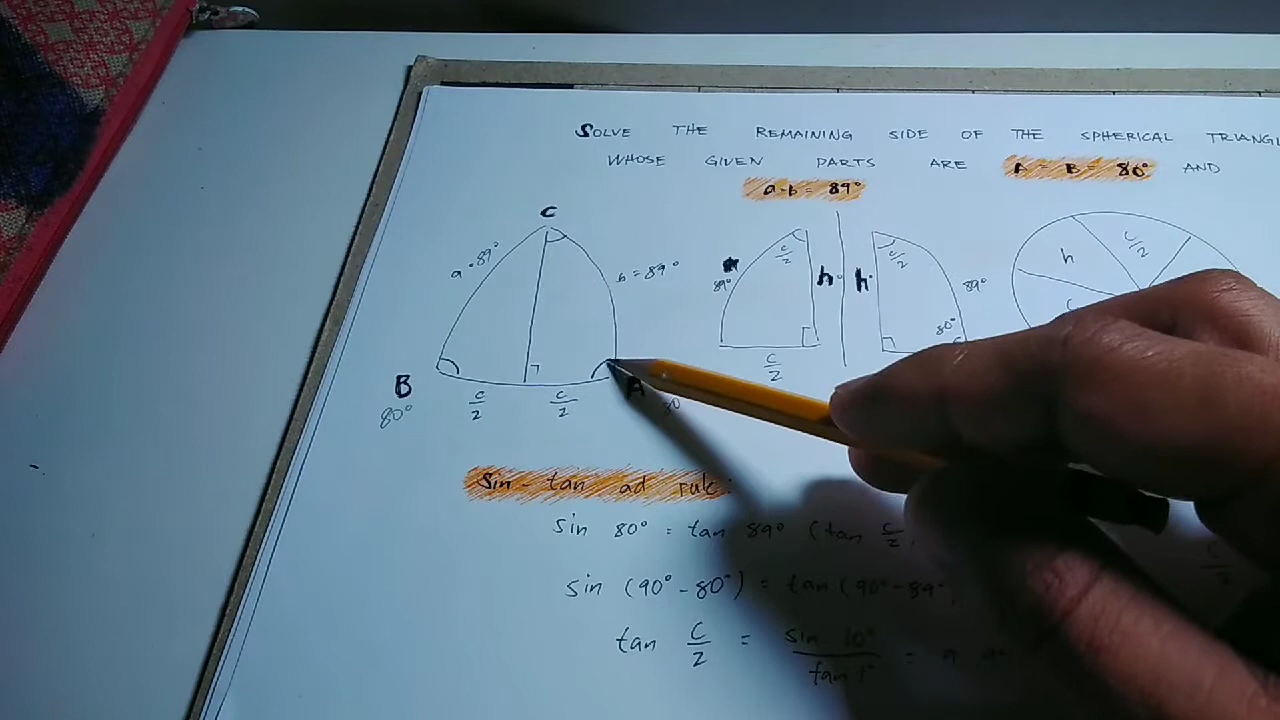 SOLVE THE REMAINING SIDE OF THE SPHERICAL
WHOSE GIVEN PARTS ARE A = B = 80° AND
a=b = 89°
C
a=89°
b = 89°
B
80°
A
c/2
c/2
89°
c/2
h
c/2
h
c/2
89°
80°
h
c/2
Sin - tan ad rule:
sin 80° = tan 89° (tan c/2
sin (90° - 80°) = tan (90° - 89°
tan c/2 = sin 10° / tan 1° =